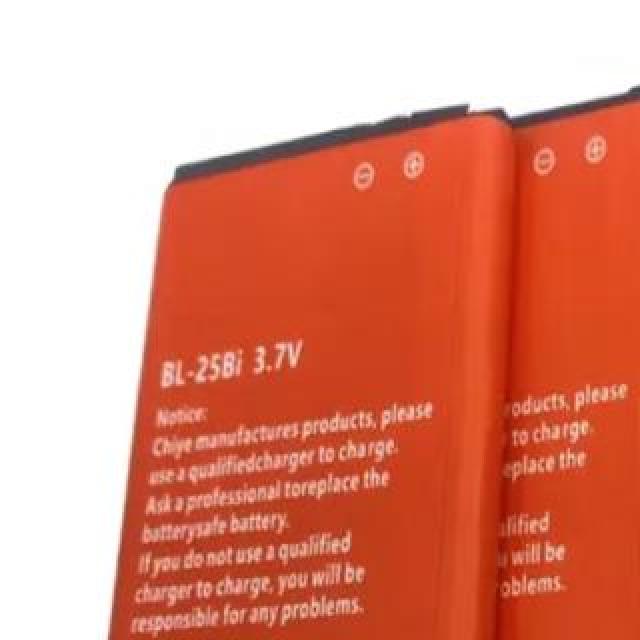 ⊖ ⊕
BL-25Bi 3.7V
Notice:
Chiye manufactures products, please
use a qualifiedcharger to charge.
Ask a professional toreplace the
batterysafe battery.
If you do not use a qualified
charger to charge, you will be
responsible for any problems.
⊖ ⊕
roducts, please
to charge.
eplace the
lified
will be
oblems.